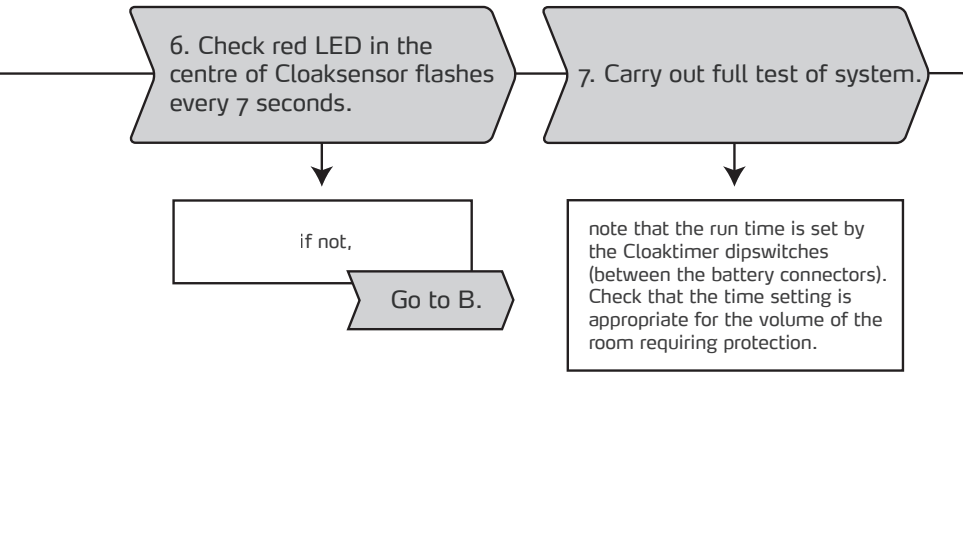 6. Check red LED in the
centre of Cloaksensor flashes
every 7 seconds.
7. Carry out full test of system.
if not,
Go to B.
note that the run time is set by
the Cloaktimer dipswitches
(between the battery connectors).
Check that the time setting is
appropriate for the volume of the
room requiring protection.